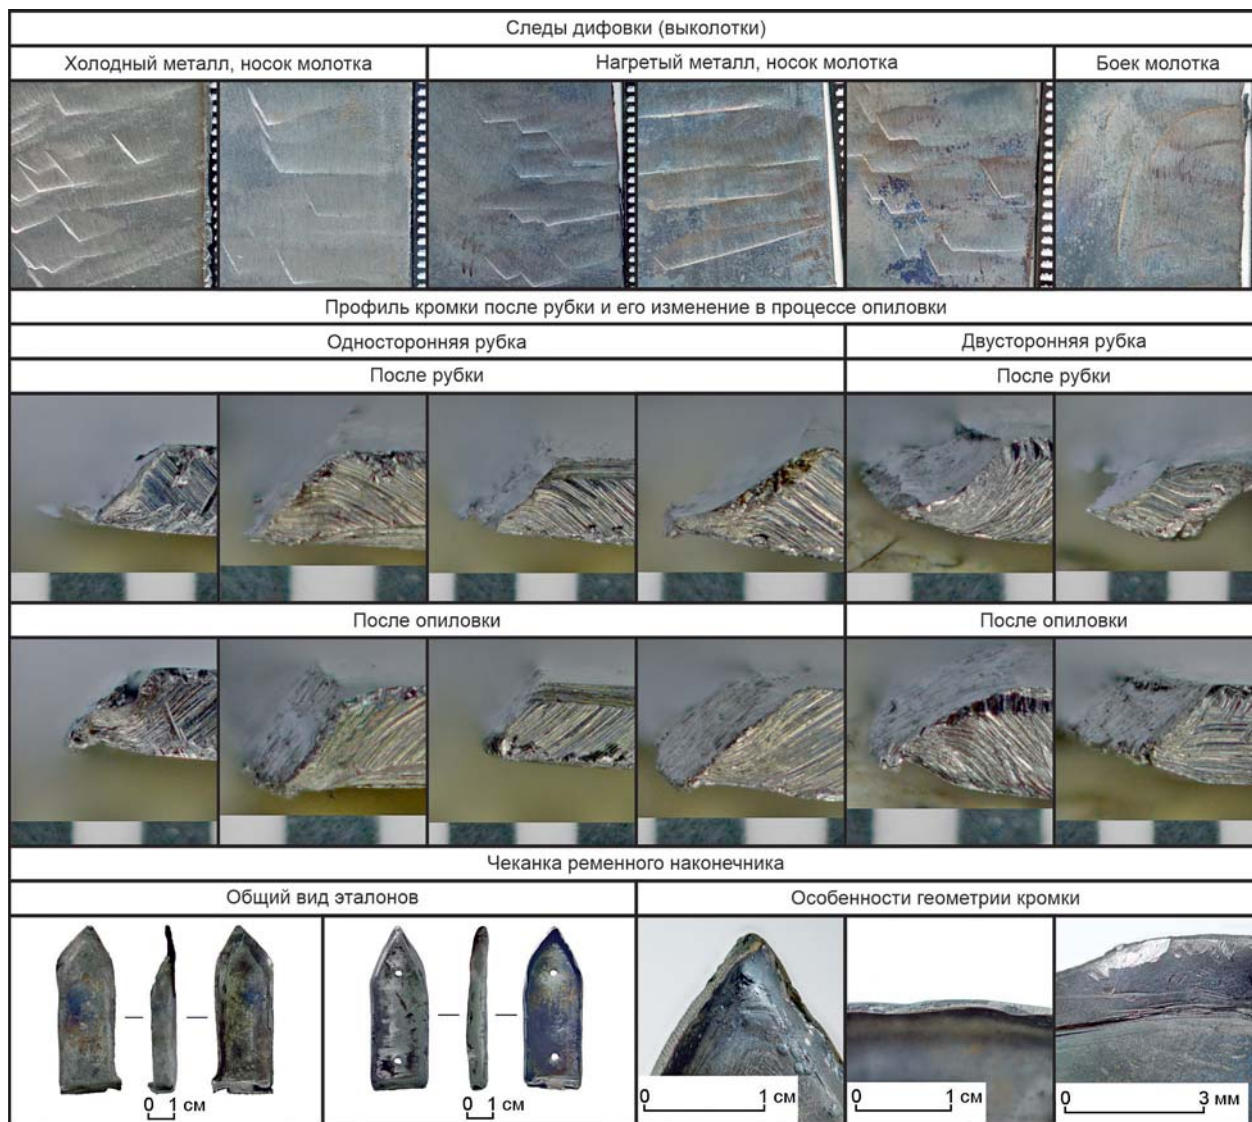 Следы дифовки (выколотки)
Холодный металл, носок молотка
Нагретый металл, носок молотка
Боек молотка
Профиль кромки после рубки и его изменение в процессе опиловки
Односторонняя рубка
Двусторонняя рубка
После рубки
После рубки
После опиловки
После опиловки
Чеканка ременного наконечника
Общий вид эталонов
Особенности геометрии кромки
0 1 см
0 1 см
0 1 см
0 1 см
0 3 мм